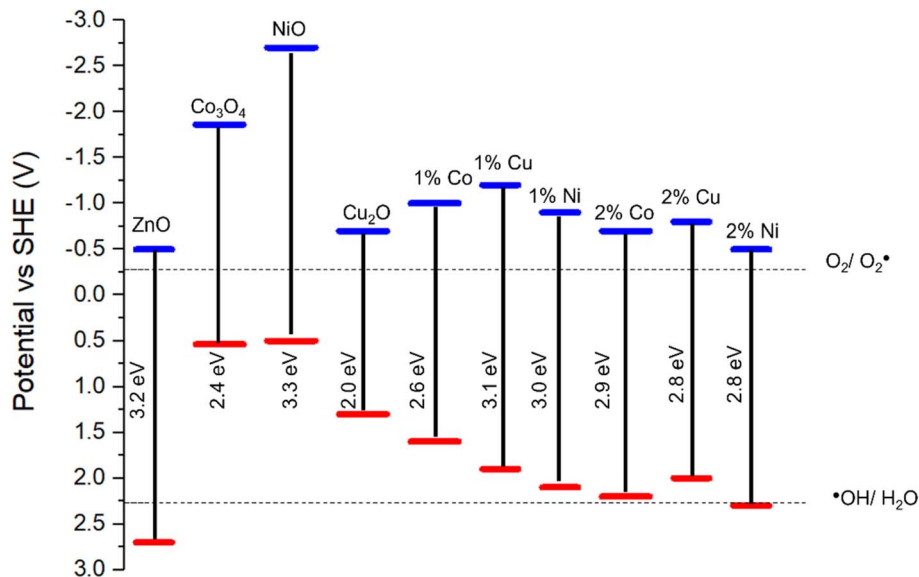 Potential vs SHE (V)
-3.0
-2.5
-2.0
-1.5
-1.0
-0.5
0.0
0.5
1.0
1.5
2.0
2.5
3.0
ZnO
Co₃O₄
NiO
Cu₂O
1% Co
1% Cu
1% Ni
2% Co
2% Cu
2% Ni
3.2 eV
2.4 eV
3.3 eV
2.0 eV
2.6 eV
3.1 eV
3.0 eV
2.9 eV
2.8 eV
2.8 eV
O₂/ O₂•
•OH/ H₂O